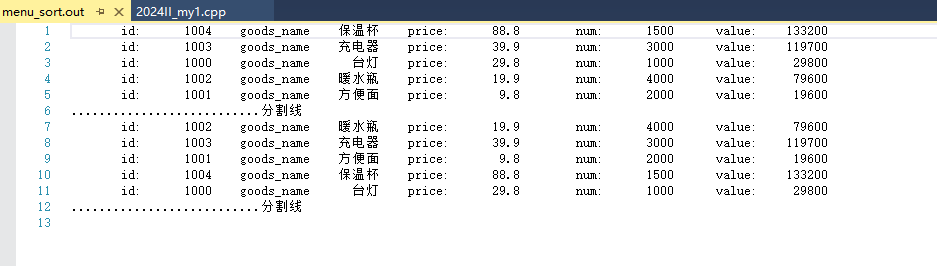 menu_sort.out 2024II_my1.cpp
1 id: 1004 goods_name 保温杯 price: 88.8 num: 1500 value: 133200
2 id: 1003 goods_name 充电器 price: 39.9 num: 3000 value: 119700
3 id: 1000 goods_name 台灯 price: 29.8 num: 1000 value: 29800
4 id: 1002 goods_name 暖水瓶 price: 19.9 num: 4000 value: 79600
5 id: 1001 goods_name 方便面 price: 9.8 num: 2000 value: 19600
6 ...........................分割线
7 id: 1002 goods_name 暖水瓶 price: 19.9 num: 4000 value: 79600
8 id: 1003 goods_name 充电器 price: 39.9 num: 3000 value: 119700
9 id: 1001 goods_name 方便面 price: 9.8 num: 2000 value: 19600
10 id: 1004 goods_name 保温杯 price: 88.8 num: 1500 value: 133200
11 id: 1000 goods_name 台灯 price: 29.8 num: 1000 value: 29800
12 ...........................分割线
13